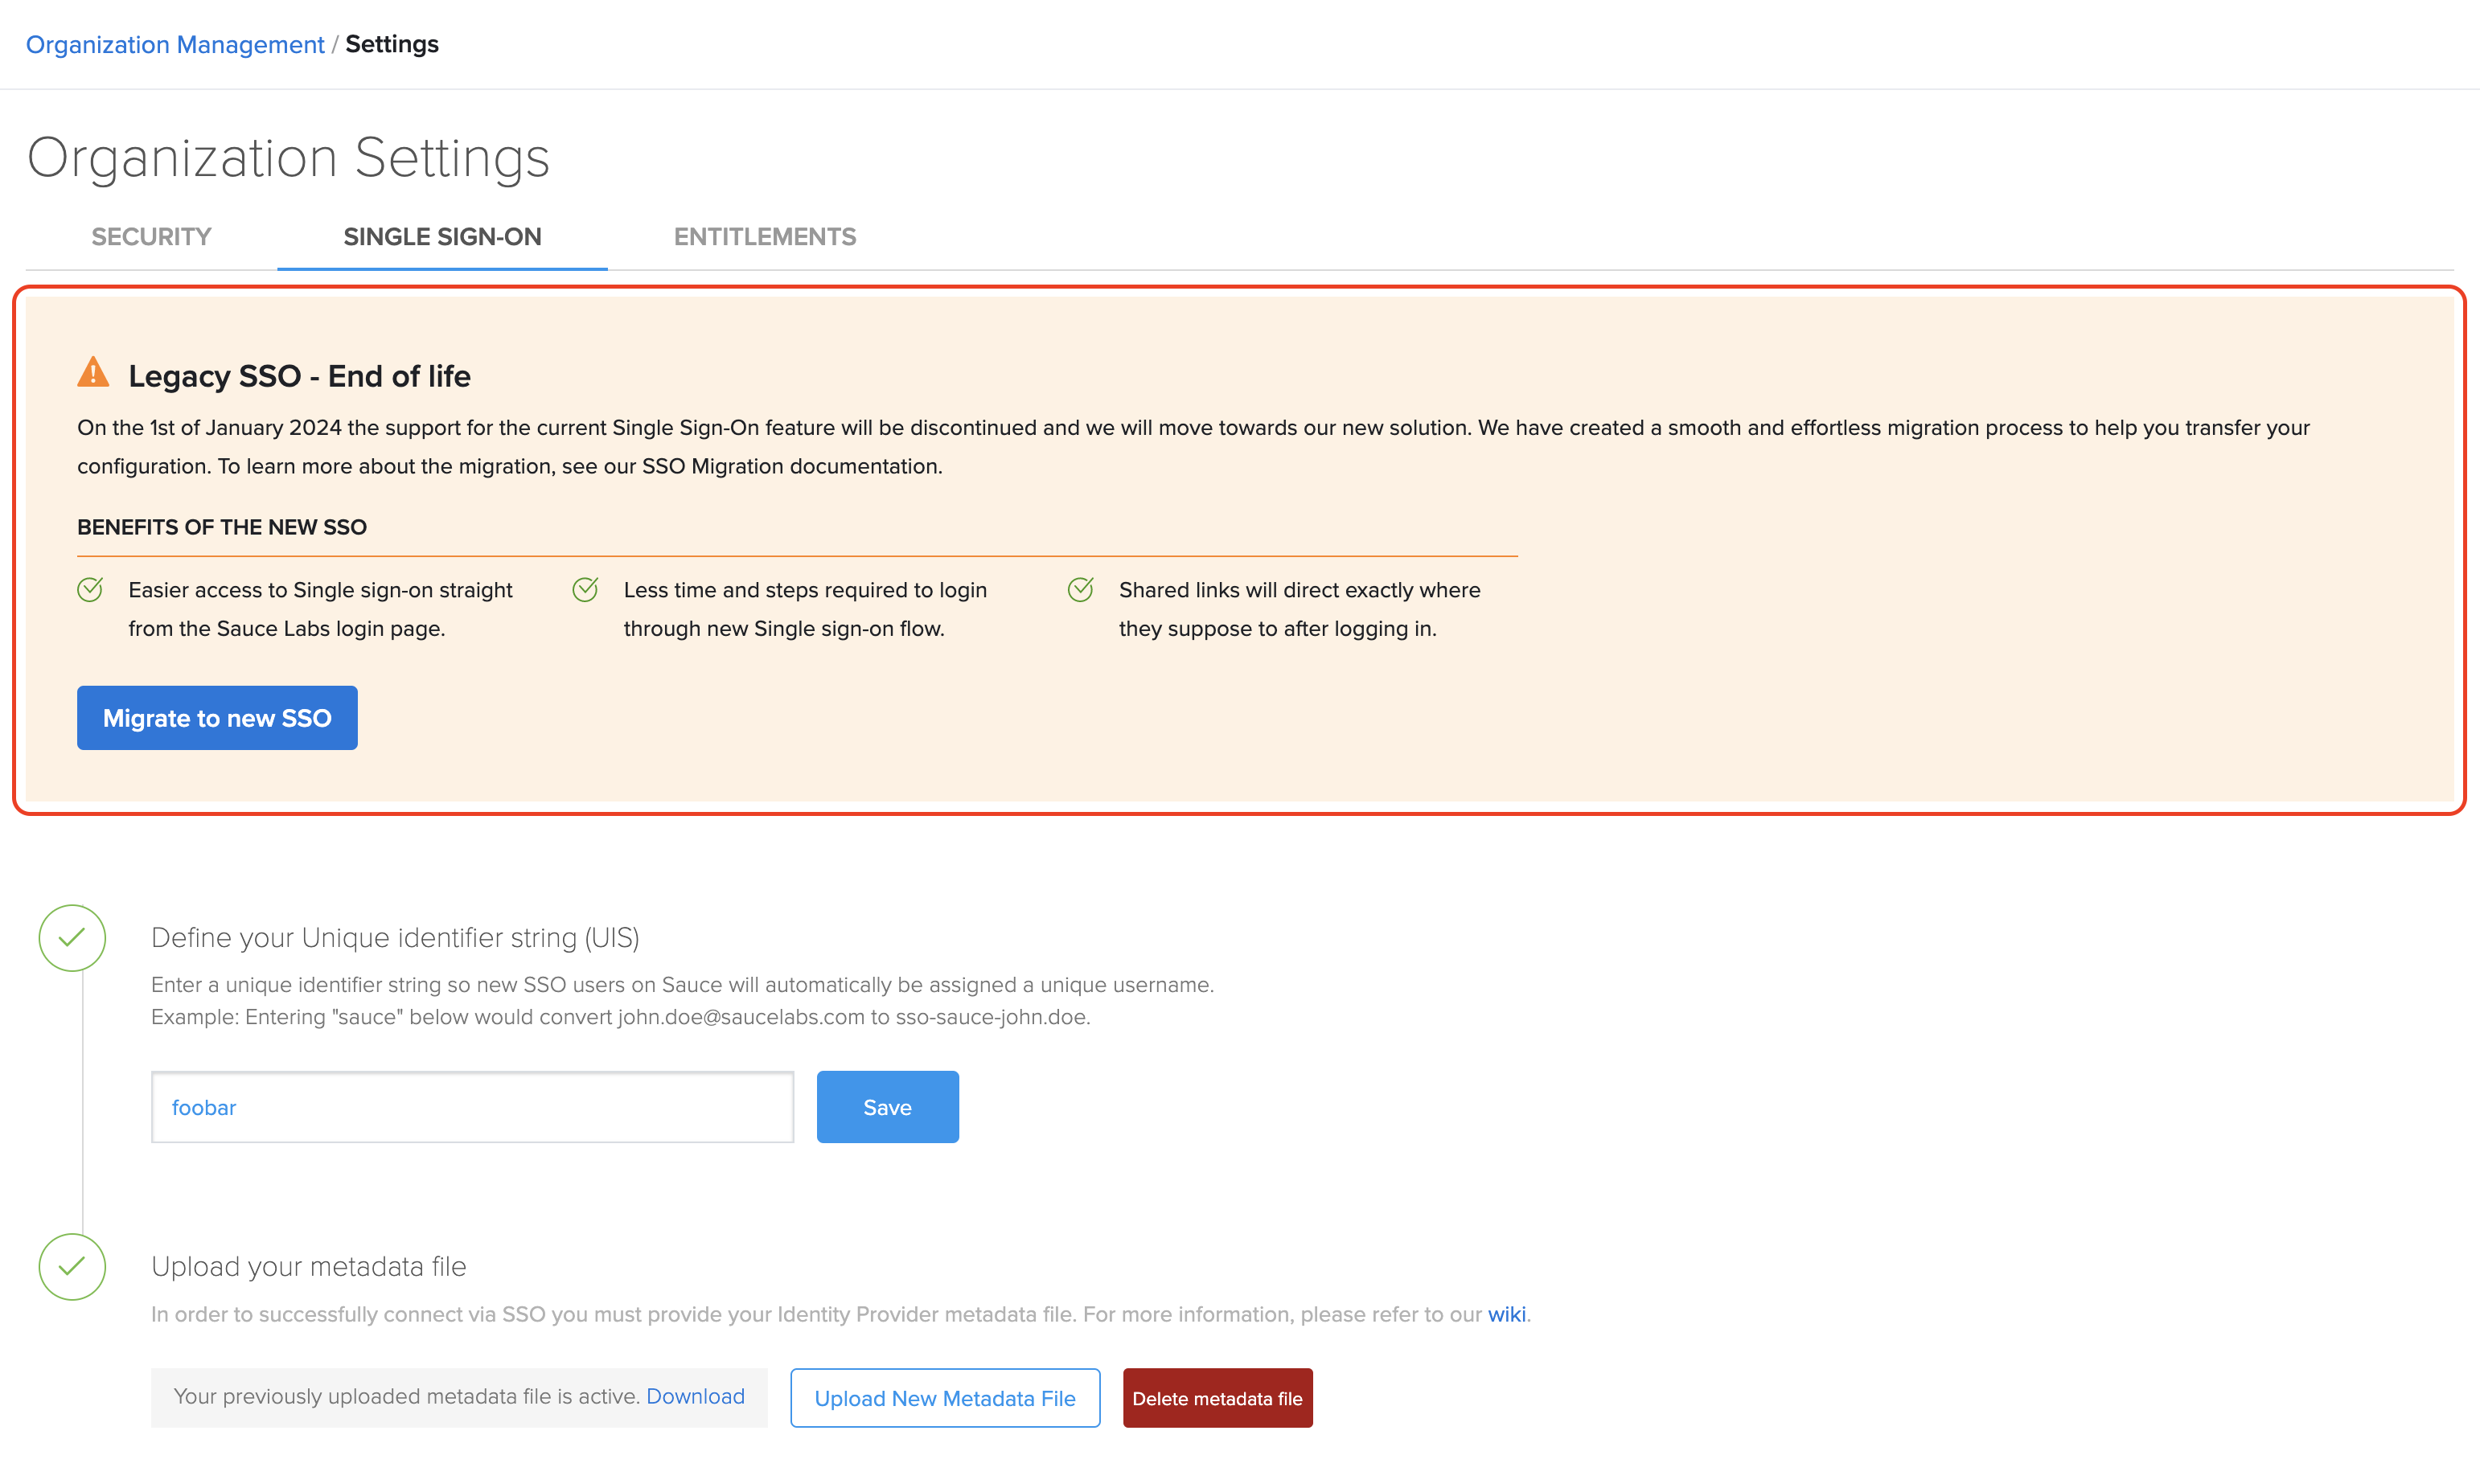 Organization Management / Settings
Organization Settings
SECURITY
SINGLE SIGN-ON
ENTITLEMENTS
Legacy SSO - End of life
On the 1st of January 2024 the support for the current Single Sign-On feature will be discontinued and we will move towards our new solution. We have created a smooth and effortless migration process to help you transfer your
configuration. To learn more about the migration, see our SSO Migration documentation.
BENEFITS OF THE NEW SSO
Easier access to Single sign-on straight
from the Sauce Labs login page.
Less time and steps required to login
through new Single sign-on flow.
Shared links will direct exactly where
they suppose to after logging in.
Migrate to new SSO
Define your Unique identifier string (UIS)
Enter a unique identifier string so new SSO users on Sauce will automatically be assigned a unique username.
Example: Entering "sauce" below would convert john.doe@saucelabs.com to sso-sauce-john.doe.
foobar
Save
Upload your metadata file
In order to successfully connect via SSO you must provide your Identity Provider metadata file. For more information, please refer to our wiki.
Your previously uploaded metadata file is active. Download
Upload New Metadata File
Delete metadata file